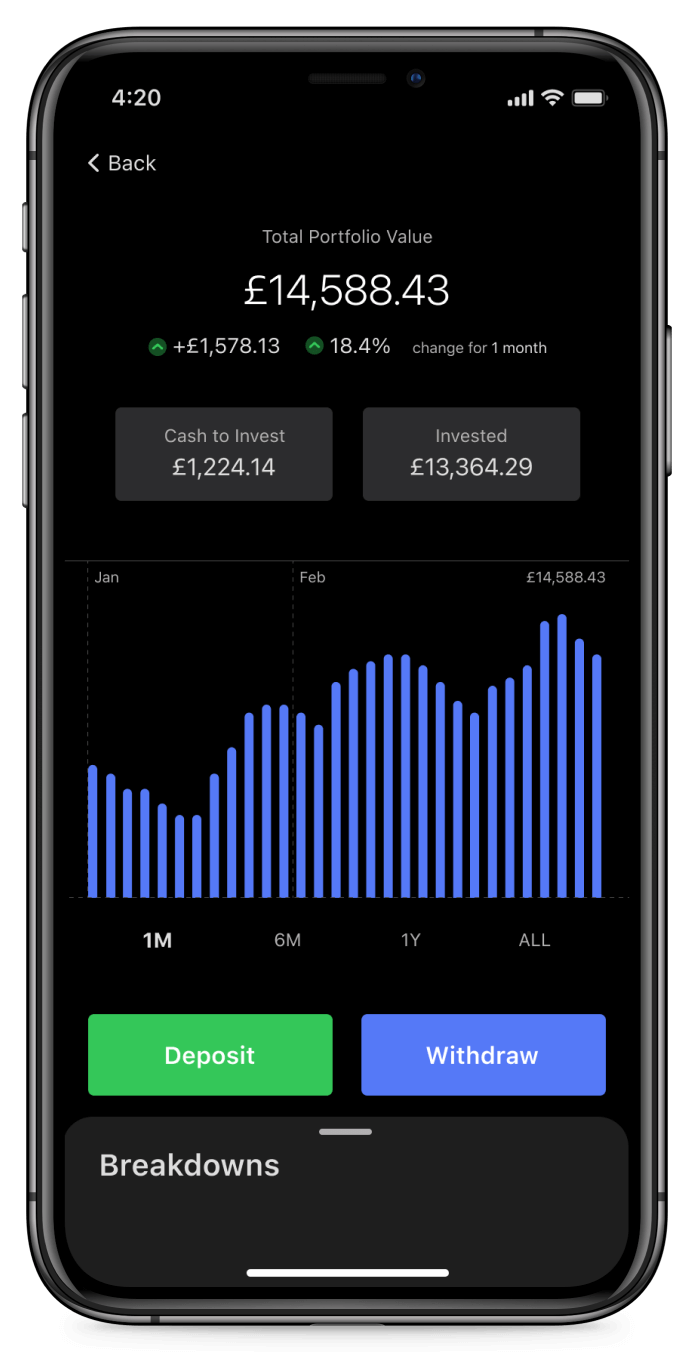 4:20
Back
Total Portfolio Value
£14,588.43
+£1,578.13 18.4% change for 1 month
Cash to Invest Invested
£1,224.14 £13,364.29
Jan Feb £14,588.43
1M 6M 1Y ALL
Deposit Withdraw
Breakdowns